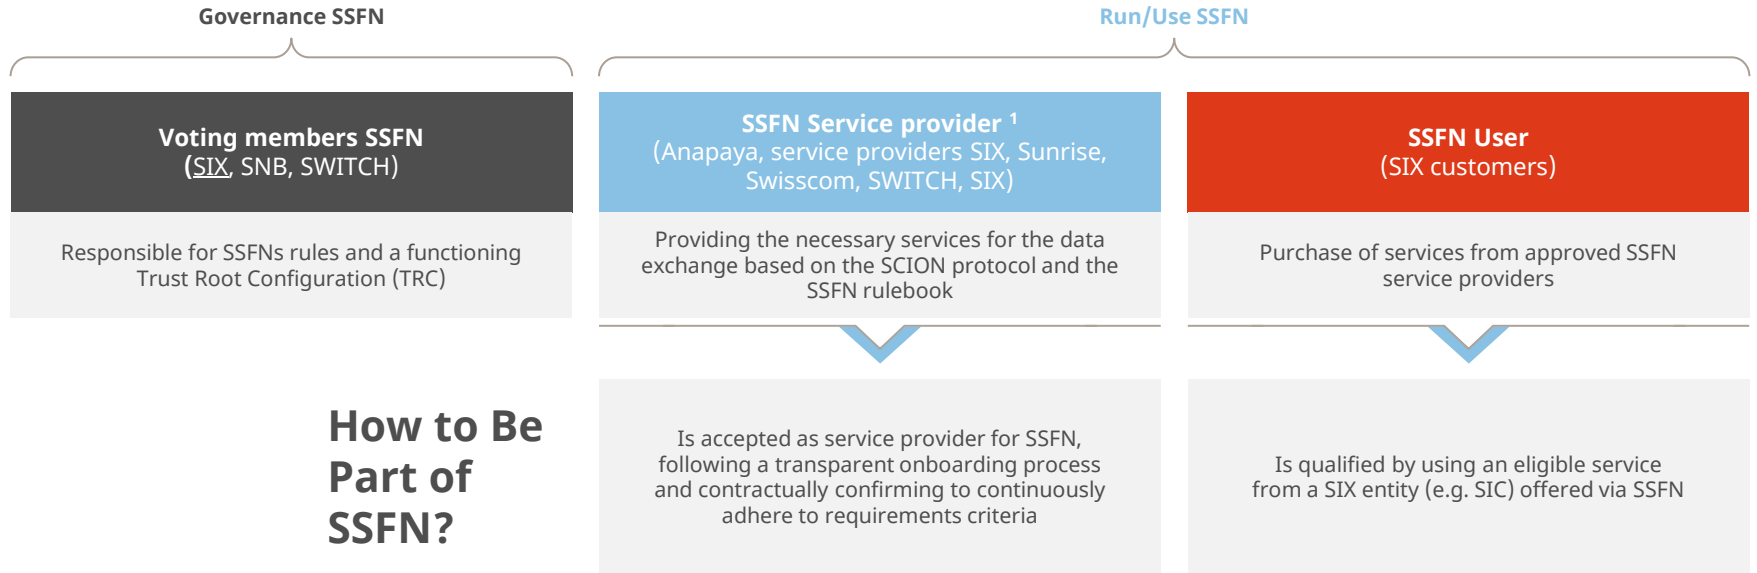 Governance SSFN
Run/Use SSFN
Voting members SSFN
(SIX, SNB, SWITCH)
SSFN Service provider ¹
(Anapaya, service providers SIX, Sunrise,
Swisscom, SWITCH, SIX)
SSFN User
(SIX customers)
Responsible for SSFNs rules and a functioning
Trust Root Configuration (TRC)
Providing the necessary services for the data
exchange based on the SCION protocol and the
SSFN rulebook
Purchase of services from approved SSFN
service providers
How to Be
Part of
SSFN?
Is accepted as service provider for SSFN,
following a transparent onboarding process
and contractually confirming to continuously
adhere to requirements criteria
Is qualified by using an eligible service
from a SIX entity (e.g. SIC) offered via SSFN